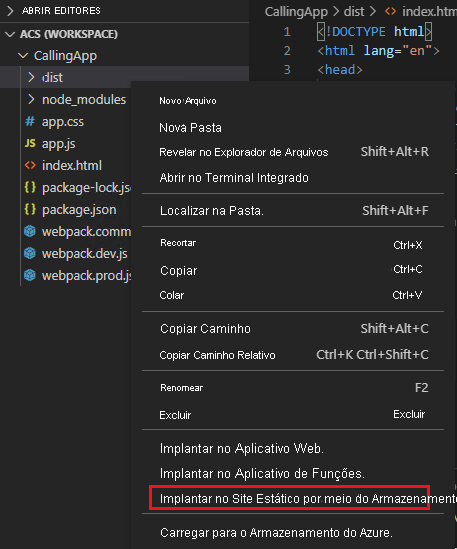 ABRIR EDITORES
ACS (WORKSPACE)
CallingApp
dist
node_modules
app.css
app.js
index.html
package-lock.js
package.json
webpack.comm
webpack.dev.js
webpack.prod.js
CallingApp > dist > index.htm
1 <!DOCTYPE html>
2 <html lang="en">
3 <head>
Novo Arquivo
Nova Pasta
Revelar no Explorador de Arquivos Shift+Alt+R
Abrir no Terminal Integrado
Localizar na Pasta. Shift+Alt+F
Recortar Ctrl+X
Copiar Ctrl+C
Colar Ctrl+V
Copiar Caminho Shift+Alt+C
Copiar Caminho Relativo Ctrl+K Ctrl+Shift+C
Renomear F2
Excluir Excluir
Implantar no Aplicativo Web.
Implantar no Aplicativo de Funções.
Implantar no Site Estático por meio do Armazenamento
Carregar para o Armazenamento do Azure.